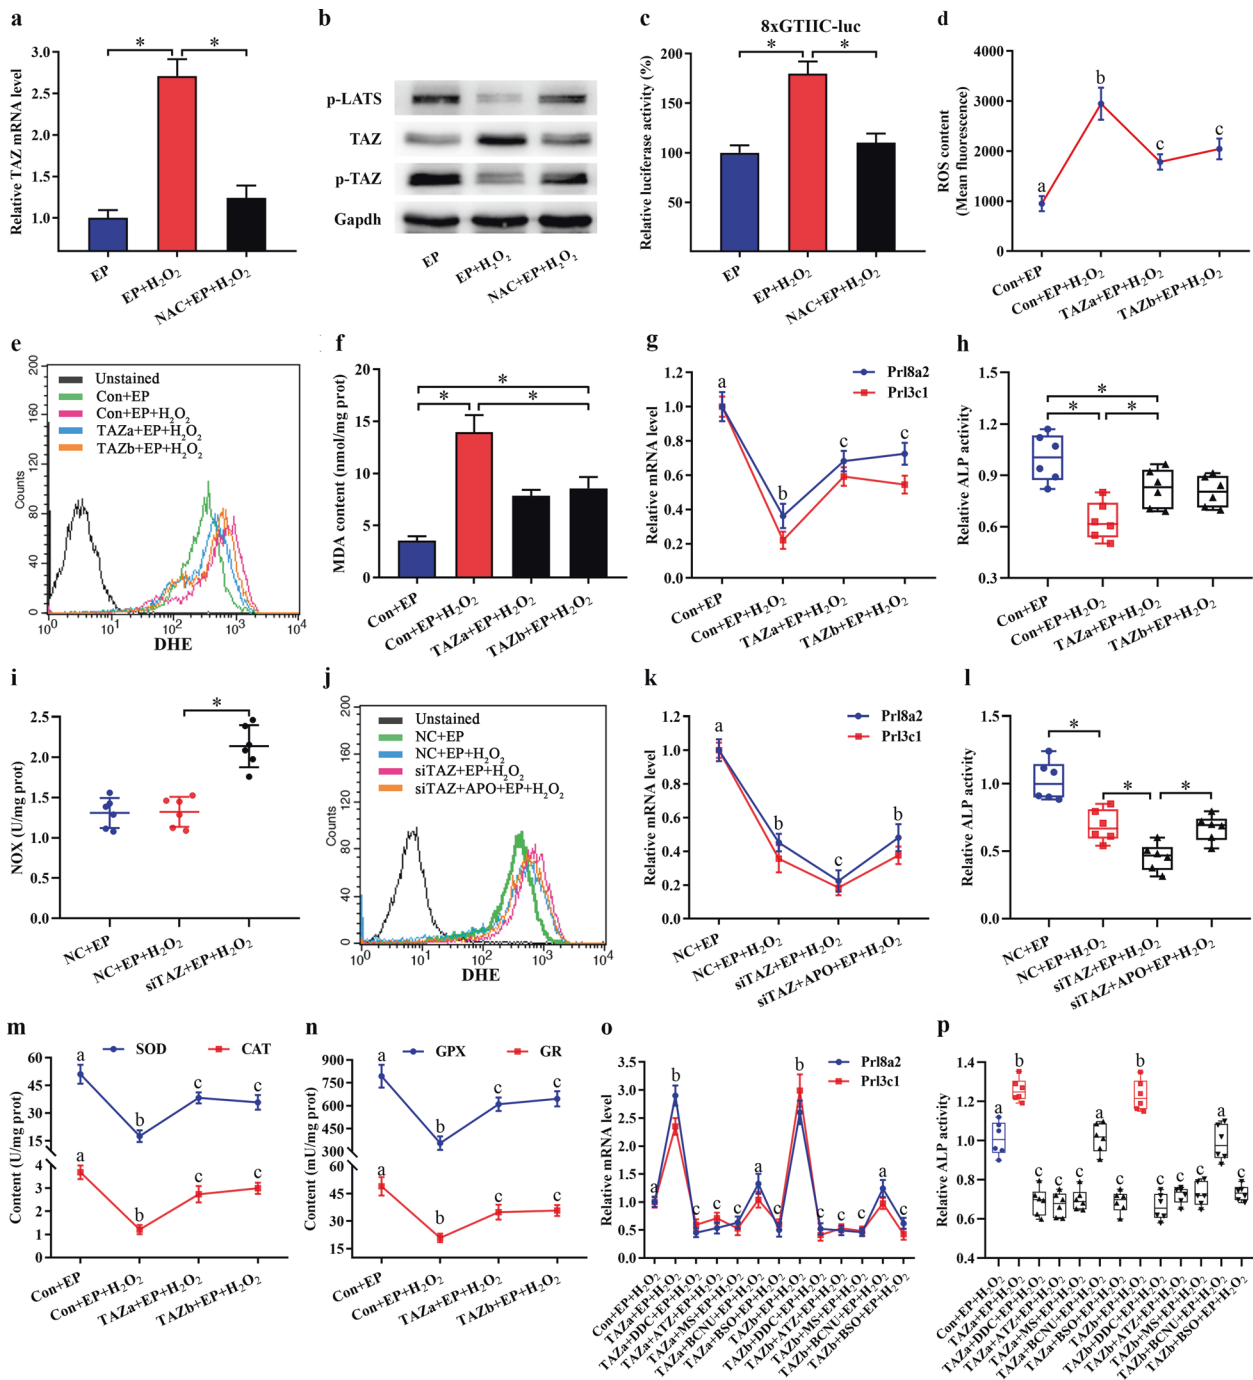 a
Relative TAZ mRNA level
3.0
2.5
2.0
1.5
1.0
* *
EP
EP+H₂O₂
NAC+EP+H₂O₂
b
p-LATS
TAZ
p-TAZ
Gapdh
EP
EP+H₂O₂
NAC+EP+H₂O₂
c
8xGTIIC-luc
Relative luciferase activity (%)
200
150
100
50
* *
EP
EP+H₂O₂
NAC+EP+H₂O₂
d
ROS content
(Mean fluorescence)
4000
3000
2000
1000
0
a b c c
Con+EP
Con+EP+H₂O₂
TAZa+EP+H₂O₂
TAZb+EP+H₂O₂
e
Counts
200
160
120
80
40
0
Unstained
Con+EP
Con+EP+H₂O₂
TAZa+EP+H₂O₂
TAZb+EP+H₂O₂
10⁰ 10¹ 10² 10³ 10⁴
DHE
f
MDA content (nmol/mg prot)
20
15
10
5
0
*
* *
Con+EP
Con+EP+H₂O₂
TAZa+EP+H₂O₂
TAZb+EP+H₂O₂
g
Relative mRNA level
1.2
1.0
0.8
0.6
0.4
0.2
0.0
Prl8a2
Prl3c1
a b c c
Con+EP
Con+EP+H₂O₂
TAZa+EP+H₂O₂
TAZb+EP+H₂O₂
h
Relative ALP activity
1.5
1.2
0.9
0.6
0.3
*
* *
Con+EP
Con+EP+H₂O₂
TAZa+EP+H₂O₂
TAZb+EP+H₂O₂
i
NOX (U/mg prot)
2.5
2.0
1.5
1.0
0.5
0.0
*
NC+EP
NC+EP+H₂O₂
siTAZ+EP+H₂O₂
j
Counts
200
160
120
80
40
0
Unstained
NC+EP
NC+EP+H₂O₂
siTAZ+EP+H₂O₂
siTAZ+APO+EP+H₂O₂
10⁰ 10¹ 10² 10³ 10⁴
DHE
k
Relative mRNA level
1.2
1.0
0.8
0.6
0.4
0.2
0.0
Prl8a2
Prl3c1
a b c b
NC+EP
NC+EP+H₂O₂
siTAZ+EP+H₂O₂
siTAZ+APO+EP+H₂O₂
l
Relative ALP activity
1.5
1.0
0.5
0.0
*
* *
NC+EP
NC+EP+H₂O₂
siTAZ+EP+H₂O₂
siTAZ+APO+EP+H₂O₂
m
Content (U/mg prot)
SOD CAT
60
45
30
15
4
3
2
1
0
a b c c
a b c c
Con+EP
Con+EP+H₂O₂
TAZa+EP+H₂O₂
TAZb+EP+H₂O₂
n
Content (mU/mg prot)
GPX GR
900
750
600
450
300
60
45
30
15
a b c c
a b c c
Con+EP
Con+EP+H₂O₂
TAZa+EP+H₂O₂
TAZb+EP+H₂O₂
o
Relative mRNA level
3.5
3.0
2.5
2.0
1.5
1.0
0.5
0.0
Prl8a2
Prl3c1
a b c c c a c b c c c a c
Con+EP+H₂O₂
TAZa+EP+H₂O₂
TAZa+DDC+EP+H₂O₂
TAZa+ATZ+EP+H₂O₂
TAZa+MS+EP+H₂O₂
TAZa+BCNU+EP+H₂O₂
TAZa+BSO+EP+H₂O₂
TAZb+EP+H₂O₂
TAZb+DDC+EP+H₂O₂
TAZb+ATZ+EP+H₂O₂
TAZb+MS+EP+H₂O₂
TAZb+BCNU+EP+H₂O₂
TAZb+BSO+EP+H₂O₂
p
Relative ALP activity
1.4
1.2
1.0
0.8
0.6
0.4
a b c c c a c b c c c a c
Con+EP+H₂O₂
TAZa+EP+H₂O₂
TAZa+DDC+EP+H₂O₂
TAZa+ATZ+EP+H₂O₂
TAZa+MS+EP+H₂O₂
TAZa+BCNU+EP+H₂O₂
TAZa+BSO+EP+H₂O₂
TAZb+EP+H₂O₂
TAZb+DDC+EP+H₂O₂
TAZb+ATZ+EP+H₂O₂
TAZb+MS+EP+H₂O₂
TAZb+BCNU+EP+H₂O₂
TAZb+BSO+EP+H₂O₂